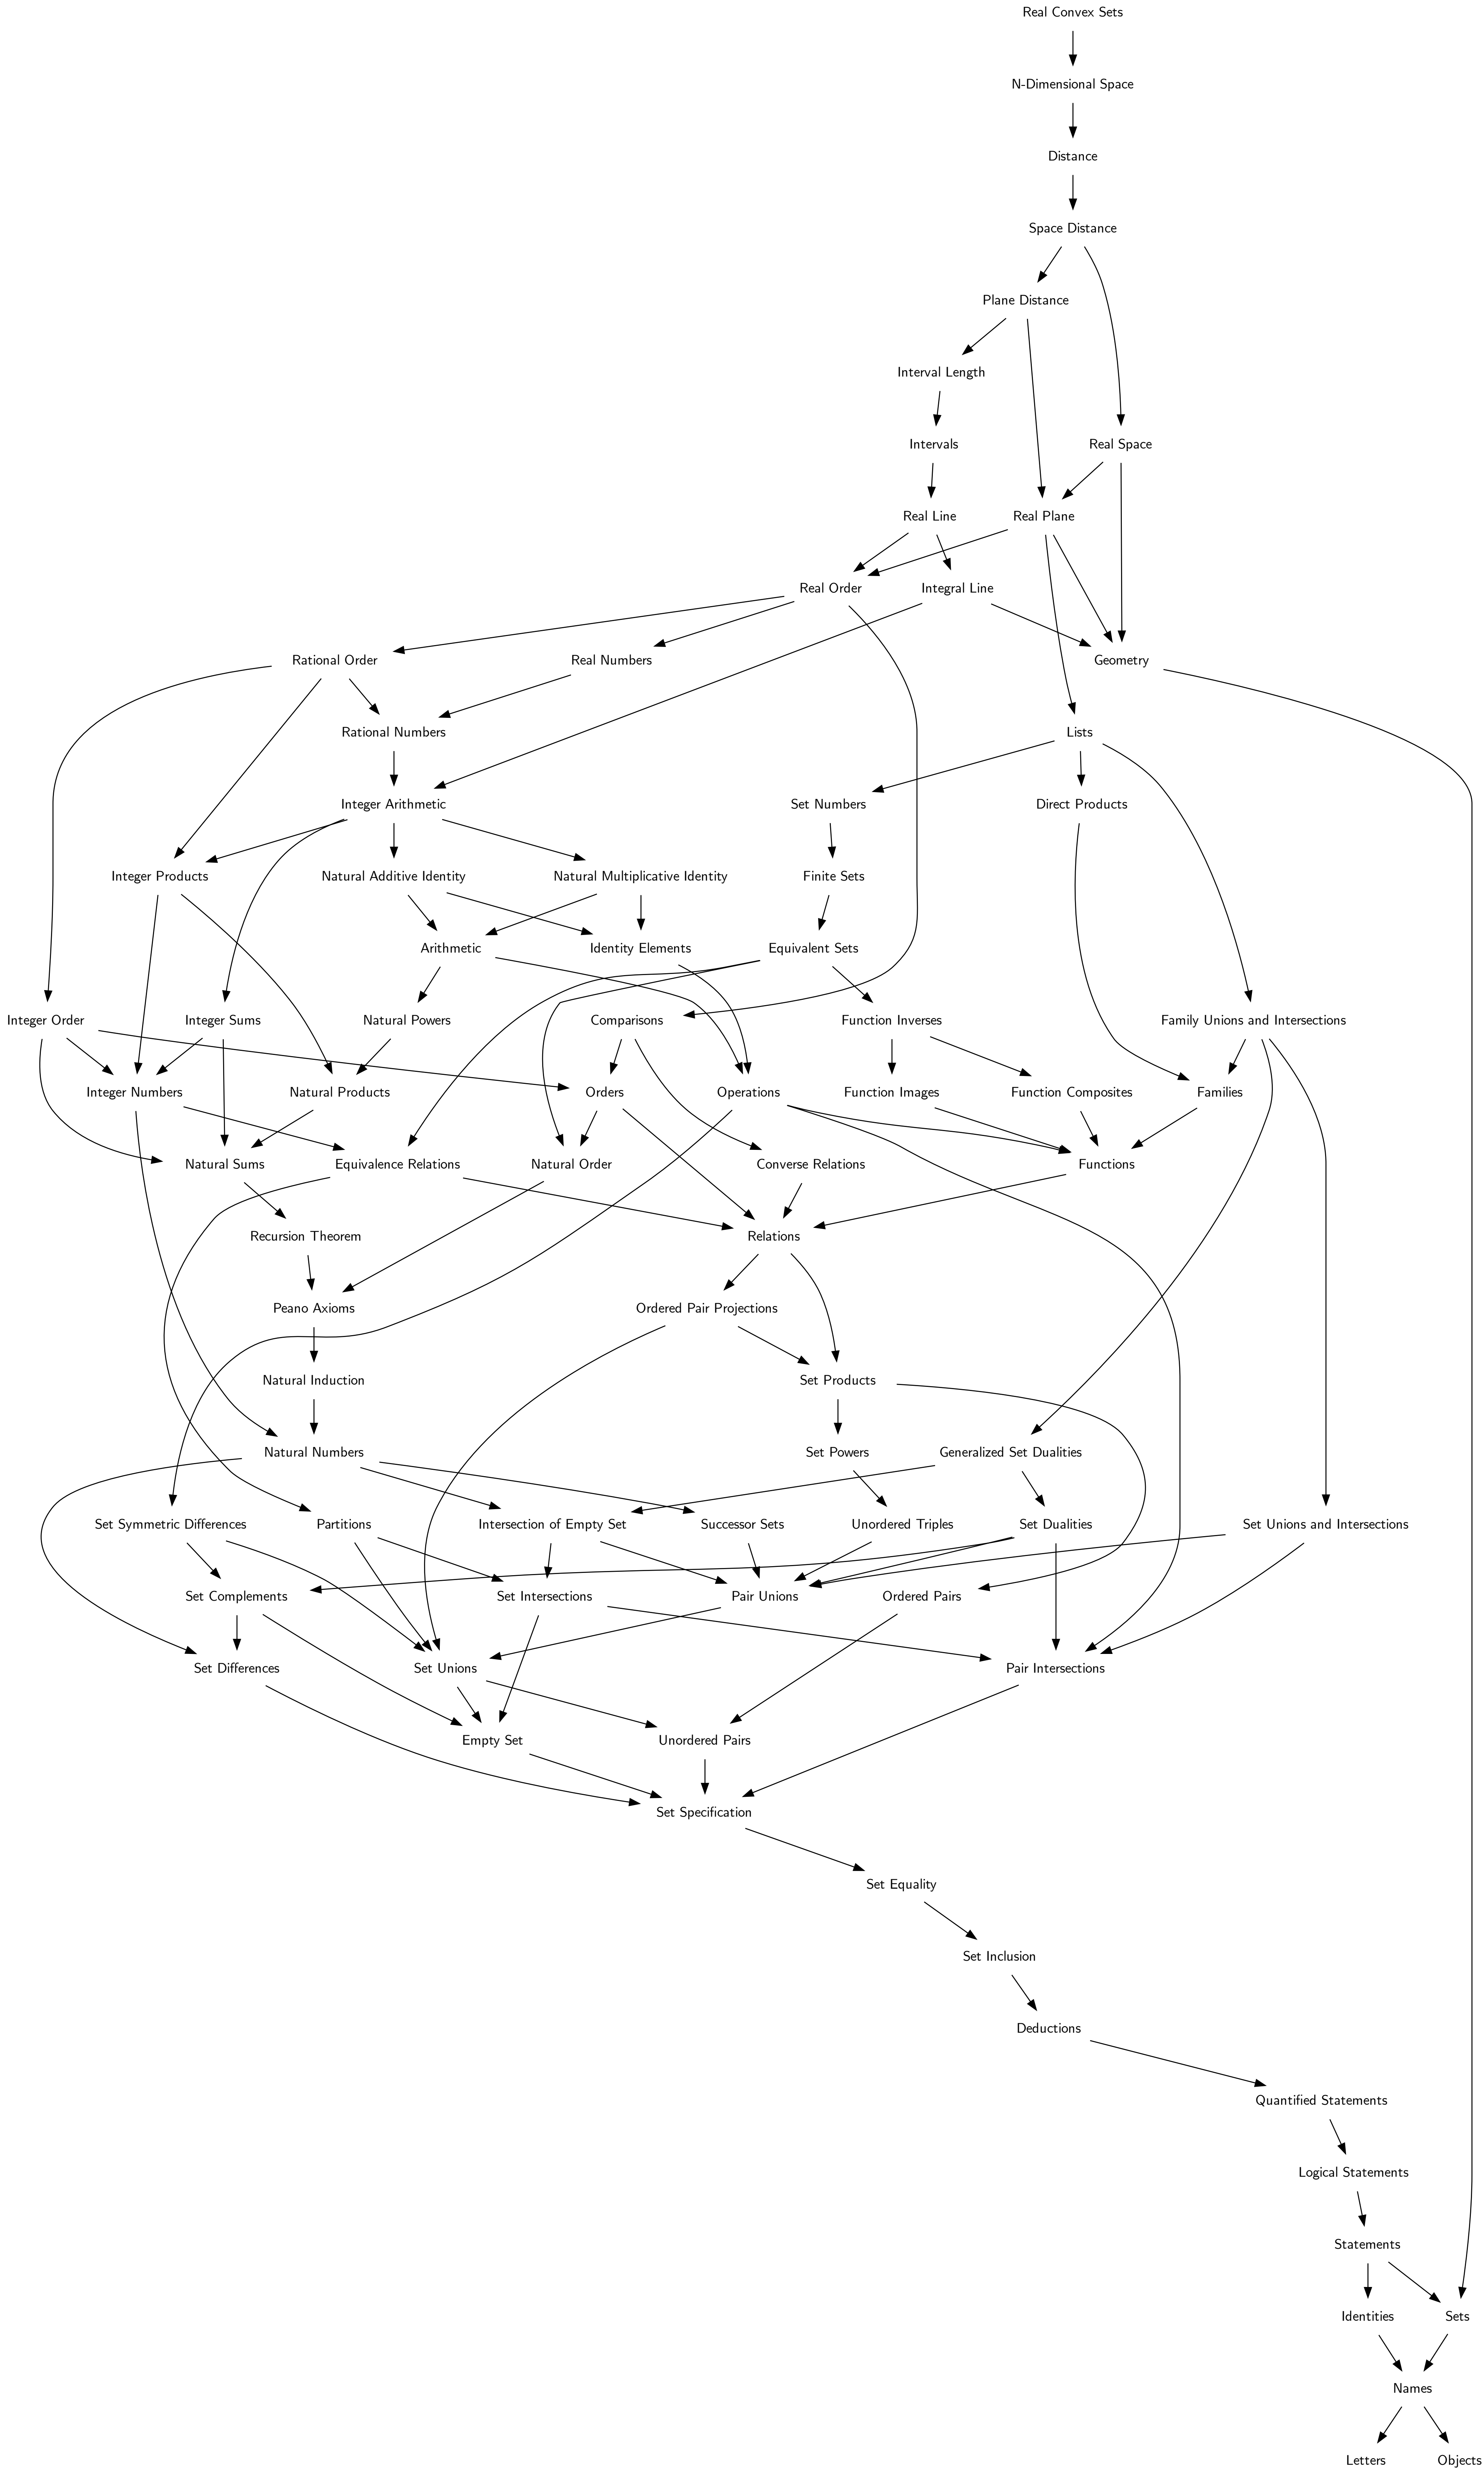 Real Convex Sets
N-Dimensional Space
Distance
Space Distance
Plane Distance
Interval Length
Intervals
Real Space
Real Line
Real Plane
Real Order
Integral Line
Rational Order
Real Numbers
Geometry
Rational Numbers
Lists
Integer Arithmetic
Set Numbers
Direct Products
Integer Products
Natural Additive Identity
Natural Multiplicative Identity
Finite Sets
Arithmetic
Identity Elements
Equivalent Sets
Integer Order
Integer Sums
Natural Powers
Comparisons
Function Inverses
Family Unions and Intersections
Integer Numbers
Natural Products
Orders
Operations
Function Images
Function Composites
Families
Natural Sums
Equivalence Relations
Natural Order
Converse Relations
Functions
Recursion Theorem
Relations
Peano Axioms
Ordered Pair Projections
Natural Induction
Set Products
Natural Numbers
Set Powers
Generalized Set Dualities
Set Symmetric Differences
Partitions
Intersection of Empty Set
Successor Sets
Unordered Triples
Set Dualities
Set Unions and Intersections
Set Complements
Set Intersections
Pair Unions
Ordered Pairs
Set Differences
Set Unions
Pair Intersections
Empty Set
Unordered Pairs
Set Specification
Set Equality
Set Inclusion
Deductions
Quantified Statements
Logical Statements
Statements
Identities
Sets
Names
Letters
Objects